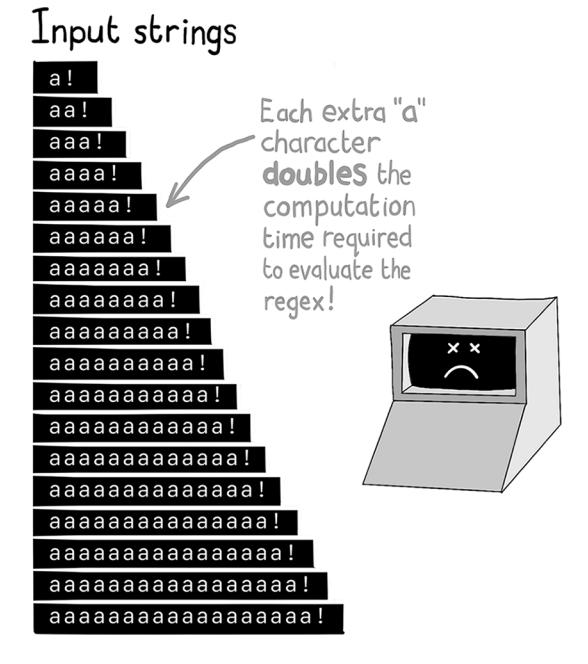 Input strings
a!
aa!
aaa!
aaaa!
aaaaa!
aaaaaa!
aaaaaaa!
aaaaaaaa!
aaaaaaaaa!
aaaaaaaaaa!
aaaaaaaaaaa!
aaaaaaaaaaaa!
aaaaaaaaaaaaa!
aaaaaaaaaaaaaa!
aaaaaaaaaaaaaaa!
aaaaaaaaaaaaaaaa!
aaaaaaaaaaaaaaaaa!
aaaaaaaaaaaaaaaaaa!
Each extra "a"
character
doubles the
computation
time required
to evaluate the
regex!